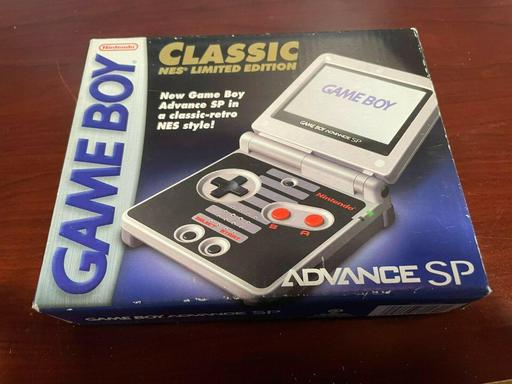 Nintendo
GAME BOY
CLASSIC
NES® LIMITED EDITION
New Game Boy
Advance SP in
a classic-retro
NES style!
GAME BOY
GAME BOY ADVANCE SP
Nintendo
SELECT START
B A
ADVANCE SP
GAME BOY ADVANCE SP